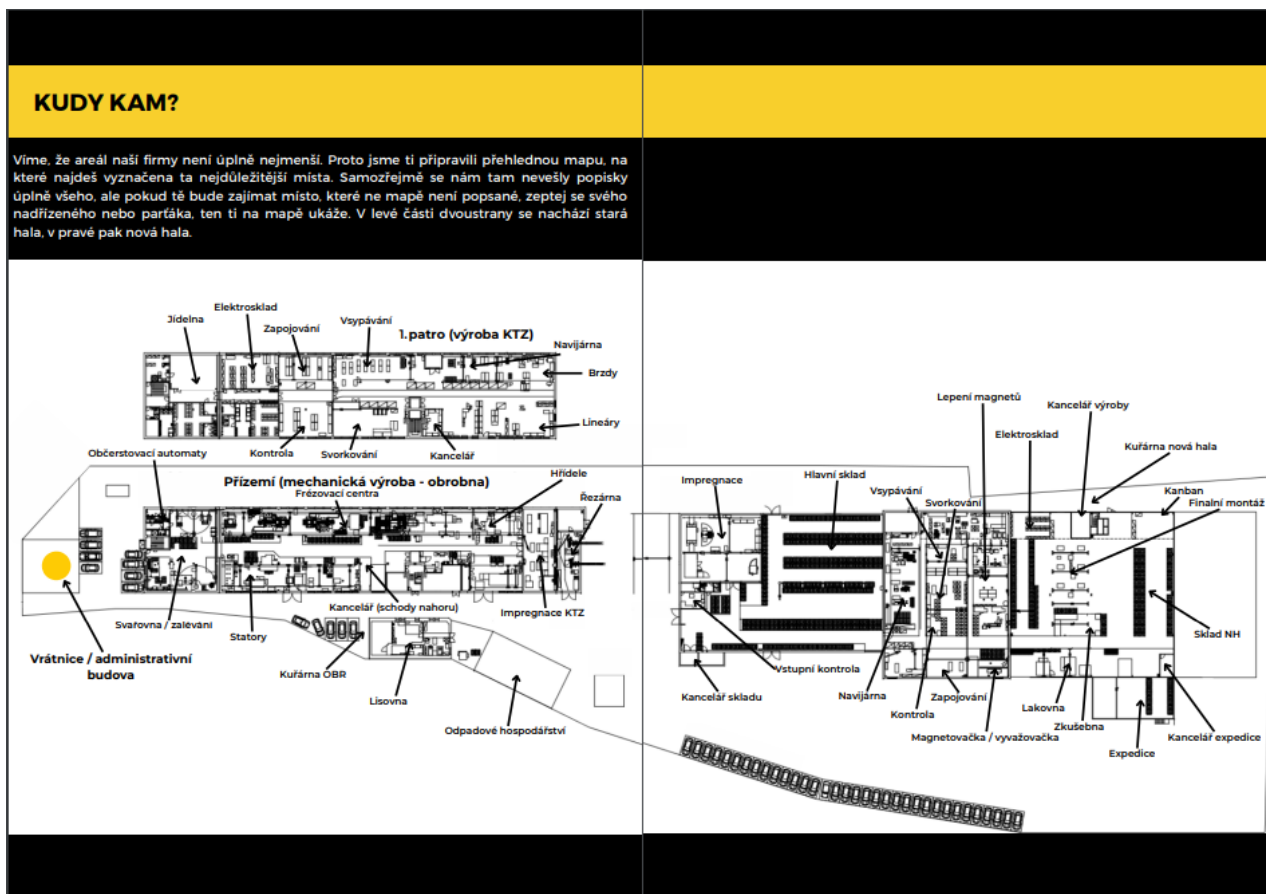 KUDY KAM?
Víme, že areál naší firmy není úplně nejmenší. Proto jsme ti připravili přehlednou mapu, na
které najdeš vyznačena ta nejdůležitější místa. Samozřejmě se nám tam nevešly popisky
úplně všeho, ale pokud tě bude zajímat místo, které ne mapě není popsané, zeptej se svého
nadřízeného nebo parťáka, ten ti na mapě ukáže. V levé části dvoustrany se nachází stará
hala, v pravé pak nová hala.
Jídelna
Elektrosklad
Zapojování
Vsypávání
1.patro (výroba KTZ)
Navijárna
Brzdy
Lineáry
Kancelář
Svorkování
Kontrola
Občerstvovací automaty
Přízemí (mechanická výroba - obrobna)
Frézovací centra
Hřídele
Řezárna
Svařovna / zalévání
Statory
Kancelář (schody nahoru)
Impregnace KTZ
Vrátnice / administrativní
budova
Kuřárna OBR
Lisovna
Odpadové hospodářství
Impregnace
Hlavní sklad
Vsypávání
Svorkování
Elektrosklad
Lepení magnetů
Kancelář výroby
Kuřárna nová hala
Kanban
Finalní montáž
Sklad NH
Kancelář skladu
Vstupní kontrola
Navijárna
Kontrola
Zapojování
Magnetovačka / vyvažovačka
Lakovna
Zkušebna
Expedice
Kancelář expedice